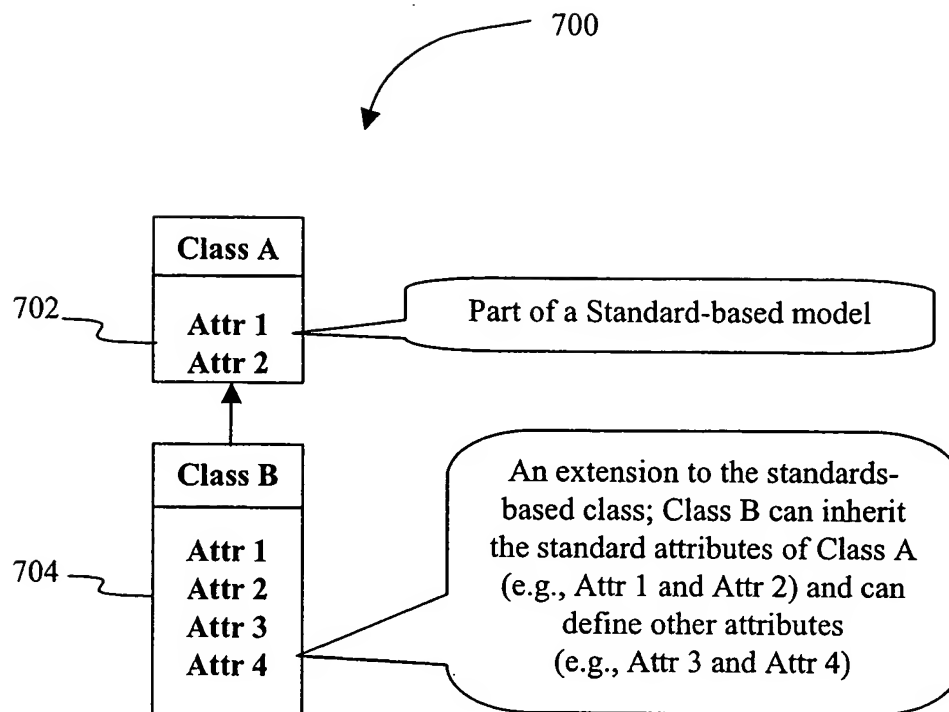 700
Class A
702
Attr 1
Attr 2
Part of a Standard-based model
Class B
704
Attr 1
Attr 2
Attr 3
Attr 4
An extension to the standards-
based class; Class B can inherit
the standard attributes of Class A
(e.g., Attr 1 and Attr 2) and can
define other attributes
(e.g., Attr 3 and Attr 4)